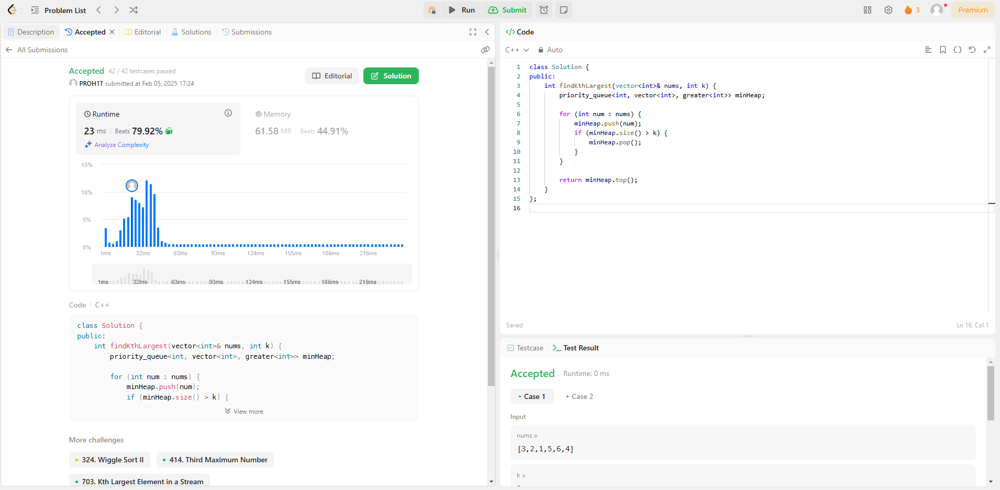 Problem List
Run
Submit
3
Premium
Description
Accepted
Editorial
Solutions
Submissions
All Submissions
Accepted 42 / 42 testcases passed
PROH1T submitted at Feb 05, 2025 17:24
Editorial
Solution
Runtime
23 ms Beats 79.92%
Analyze Complexity
Memory
61.58 MB Beats 44.91%
15%
10%
5%
0%
1ms 32ms 63ms 93ms 124ms 155ms 186ms 216ms
1ms 32ms 63ms 93ms 124ms 155ms 186ms 216ms
Code C++
class Solution {
public:
    int findKthLargest(vector<int>& nums, int k) {
        priority_queue<int, vector<int>, greater<int>> minHeap;
        for (int num : nums) {
            minHeap.push(num);
            if (minHeap.size() > k) {
View more
More challenges
324. Wiggle Sort II
414. Third Maximum Number
703. Kth Largest Element in a Stream
</> Code
C++ Auto
1 class Solution {
2 public:
3     int findKthLargest(vector<int>& nums, int k) {
4         priority_queue<int, vector<int>, greater<int>> minHeap;
5
6         for (int num : nums) {
7             minHeap.push(num);
8             if (minHeap.size() > k) {
9                 minHeap.pop();
10             }
11         }
12
13         return minHeap.top();
14     }
15 };
16
Saved
Ln 16, Col 1
Testcase
Test Result
Accepted Runtime: 0 ms
Case 1
Case 2
Input
nums =
[3,2,1,5,6,4]
k =